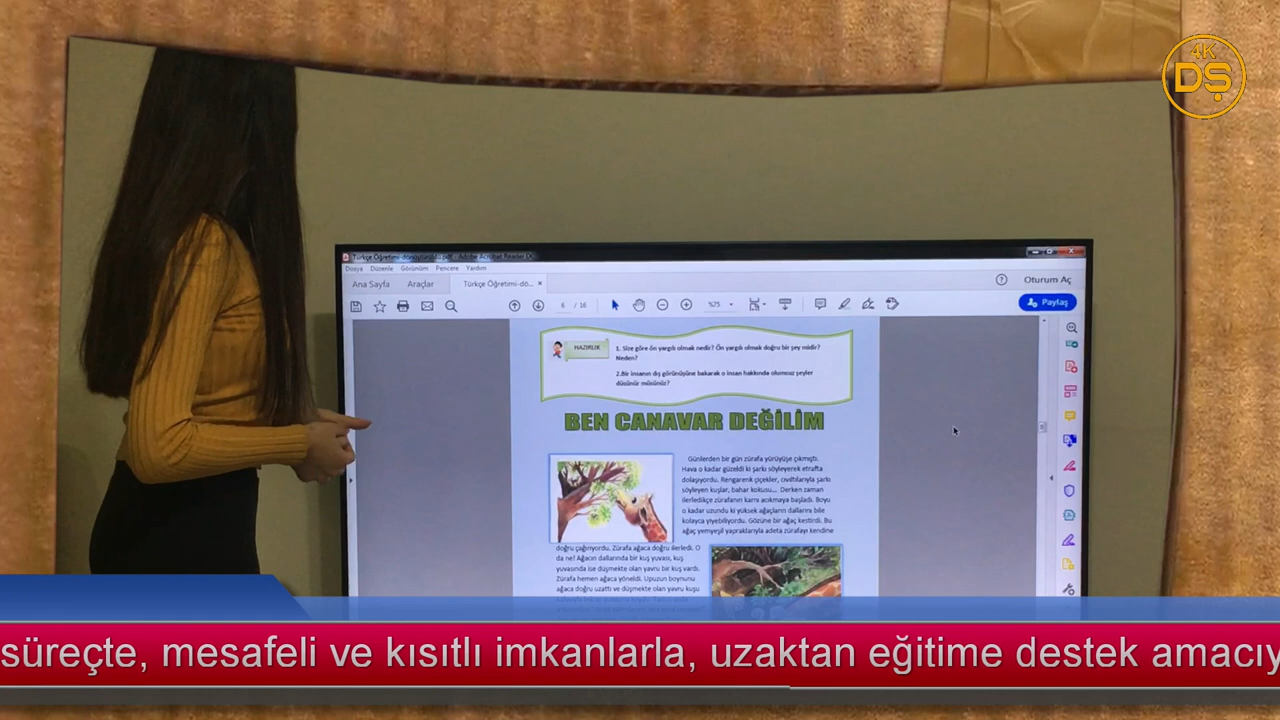 4K
DŞ
Türkçe Öğretimi-dönüştürüldü.pdf - Adobe Acrobat Reader DC
Dosya Düzenle Görünüm Pencere Yardım
Ana Sayfa Araçlar Türkçe Öğretimi-dö... × Oturum Aç
6 / 16 %75 Paylaş
HAZIRLIK
1. Size göre ön yargılı olmak nedir? Ön yargılı olmak doğru bir şey midir?
Neden?
2.Bir insanın dış görünüşüne bakarak o insan hakkında olumsuz şeyler
düşünür müsünüz?
BEN CANAVAR DEĞİLİM
Günlerden bir gün zürafa yürüyüşe çıkmıştı.
Hava o kadar güzeldi ki şarkı söyleyerek etrafta
dolaşıyordu. Rengarenk çiçekler, cıvıltılarıyla şarkı
söyleyen kuşlar, bahar kokusu... Derken zaman
ilerledikçe zürafanın karnı acıkmaya başladı. Boyu
o kadar uzundu ki yüksek ağaçların dallarını bile
kolayca yiyebiliyordu. Gözüne bir ağaç kestirdi. Bu
ağaç yemyeşil yapraklarıyla adeta zürafayı kendine
doğru çağırıyordu. Zürafa ağaca doğru ilerledi. O
da ne! Ağacın dallarında bir kuş yuvası, kuş
yuvasında ise düşmekte olan yavru bir kuş vardı.
Zürafa hemen ağaca yöneldi. Upuzun boynunu
ağaca doğru uzattı ve düşmekte olan yavru kuşu
süreçte, mesafeli ve kısıtlı imkanlarla, uzaktan eğitime destek amacıy